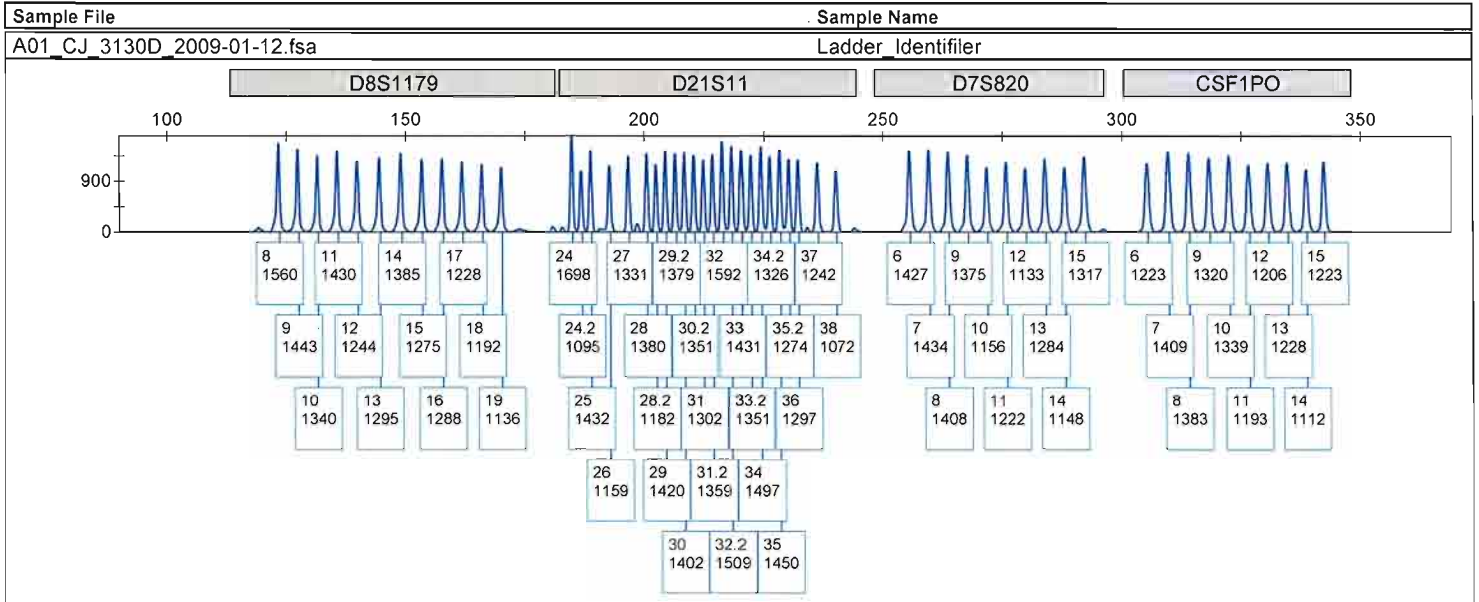 Sample File Sample Name
A01_CJ_3130D_2009-01-12.fsa Ladder_Identifiler
D8S1179 D21S11 D7S820 CSF1PO
100 150 200 250 300 350
900
0
8 11 14 17 24 27 29.2 32 34.2 37 6 9 12 15 6 9 12 15
1560 1430 1385 1228 1698 1331 1379 1592 1326 1242 1427 1375 1133 1317 1223 1320 1206 1223
9 12 15 18 24.2 28 30.2 33 35.2 38 7 10 13 7 10 13
1443 1244 1275 1192 1095 1380 1351 1431 1274 1072 1434 1156 1284 1409 1339 1228
10 13 16 19 25 28.2 31 33.2 36 8 11 14 8 11 14
1340 1295 1288 1136 1432 1182 1302 1351 1297 1408 1222 1148 1383 1193 1112
26 29 31.2 34
1159 1420 1359 1497
30 32.2 35
1402 1509 1450